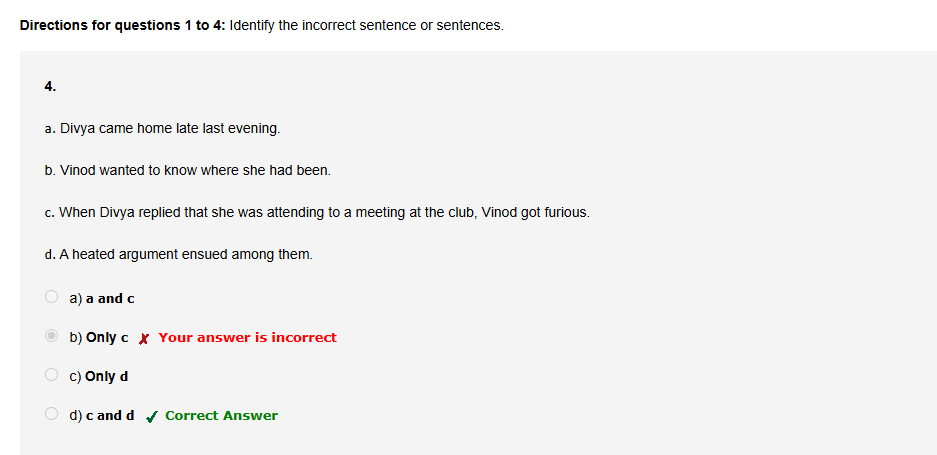 Directions for questions 1 to 4: Identify the incorrect sentence or sentences.
4.
a. Divya came home late last evening.
b. Vinod wanted to know where she had been.
c. When Divya replied that she was attending to a meeting at the club, Vinod got furious.
d. A heated argument ensued among them.
a) a and c
b) Only c ✗ Your answer is incorrect
c) Only d
d) c and d ✓ Correct Answer